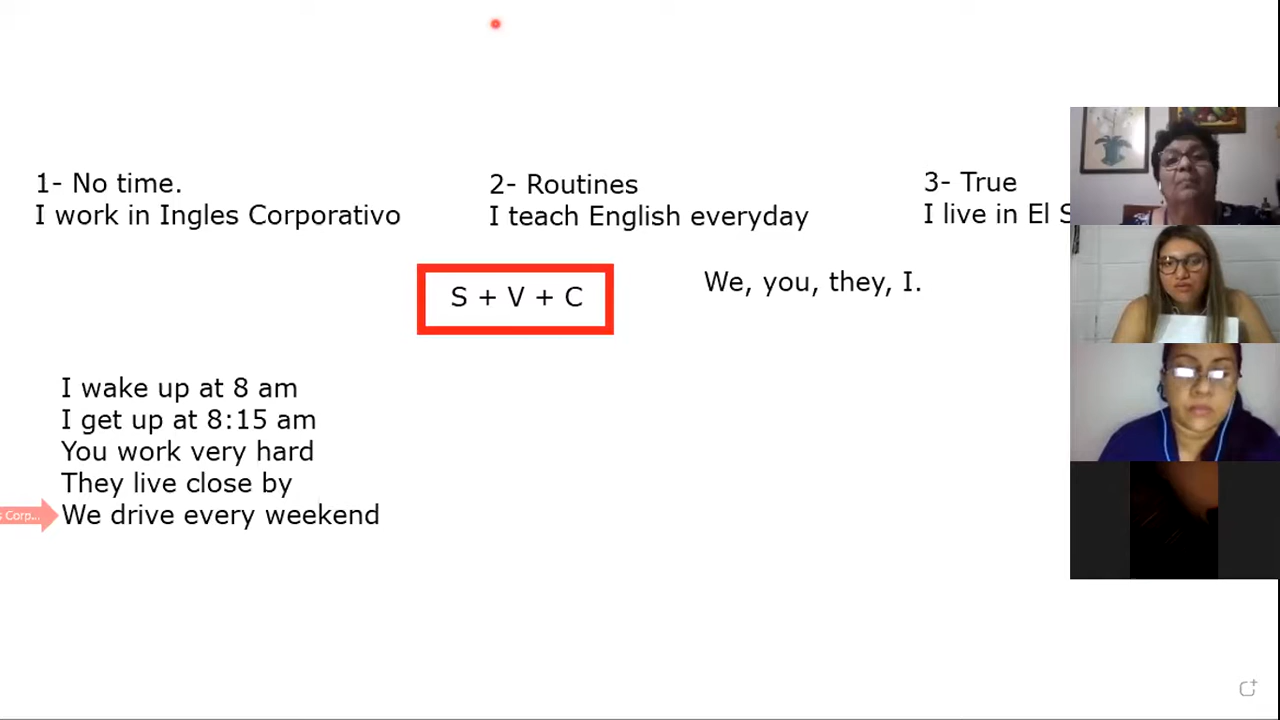 1- No time.
I work in Ingles Corporativo
2- Routines
I teach English everyday
3- True
I live in El
S + V + C
We, you, they, I.
I wake up at 8 am
I get up at 8:15 am
You work very hard
They live close by
We drive every weekend
s Corp...